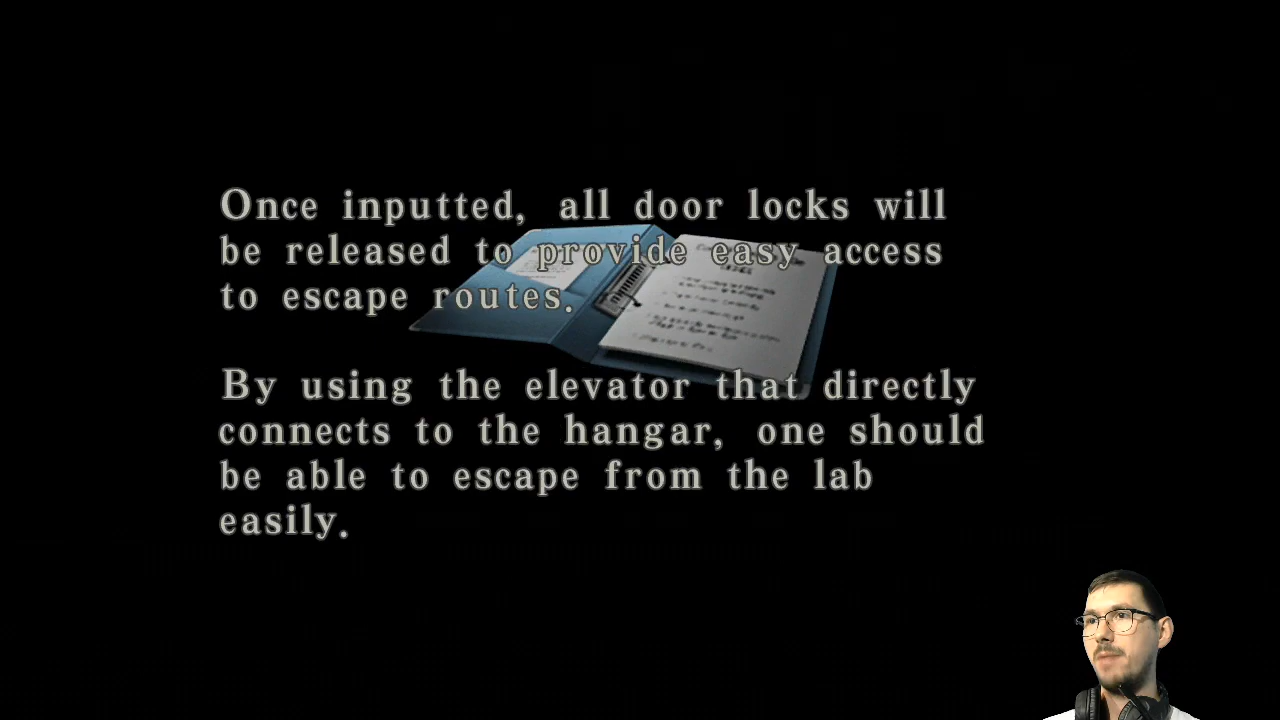 Once inputted, all door locks will
be released to provide easy access
to escape routes.
By using the elevator that directly
connects to the hangar, one should
be able to escape from the lab
easily.